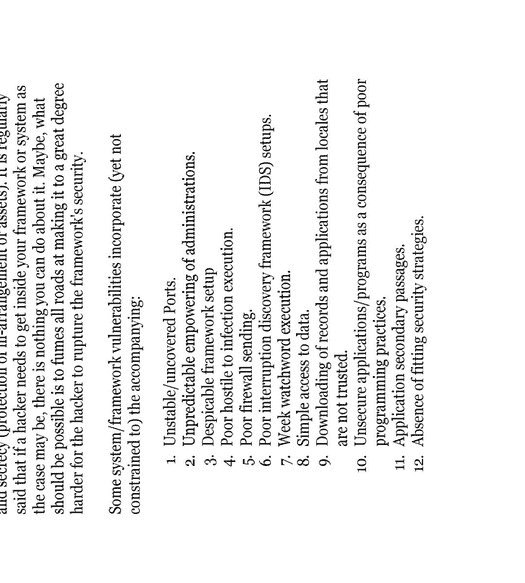 and secrecy (protection of in-arrangement of assets). It is regularly
said that if a hacker needs to get inside your framework or system as
the case may be, there is nothing you can do about it. Maybe, what
should be possible is to fumes all roads at making it to a great degree
harder for the hacker to rupture the framework's security.
Some system/framework vulnerabilities incorporate (yet not
constrained to) the accompanying:
1. Unstable/uncovered Ports.
2. Unpredictable empowering of administrations.
3. Despicable framework setup
4. Poor hostile to infection execution.
5. Poor firewall sending.
6. Poor interruption discovery framework (IDS) setups.
7. Week watchword execution.
8. Simple access to data.
9. Downloading of records and applications from locales that
are not trusted.
10. Unsecure applications/programs as a consequence of poor
programming practices.
11. Application secondary passages.
12. Absence of fitting security strategies.